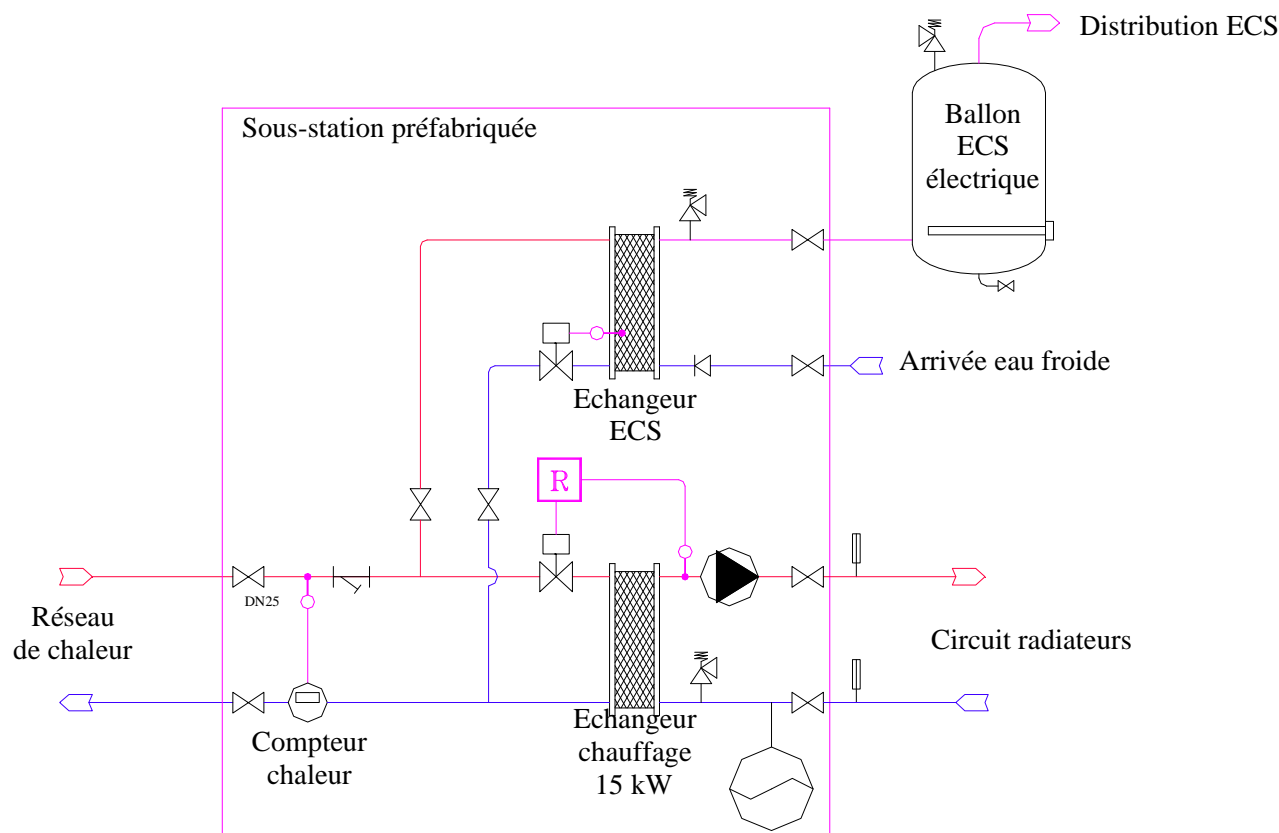 Distribution ECS
Sous-station préfabriquée
Ballon
ECS
électrique
Arrivée eau froide
Echangeur
ECS
R
DN25
Réseau
de chaleur
Circuit radiateurs
Compteur
chaleur
Echangeur
chauffage
15 kW